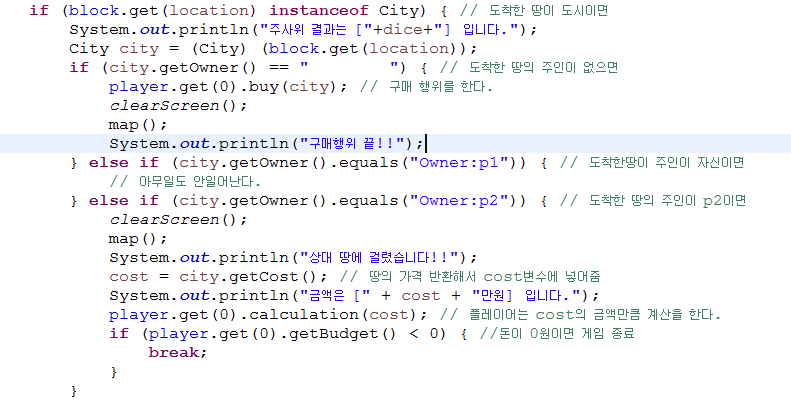 if (block.get(location) instanceof City) { // 도착한 땅이 도시이면
System.out.println("주사위 결과는 ["+dice+"] 입니다.");
City city = (City) (block.get(location));
if (city.getOwner() == "        ") { // 도착한 땅의 주인이 없으면
player.get(0).buy(city); // 구매 행위를 한다.
clearScreen();
map();
System.out.println("구매행위 끝!!");
} else if (city.getOwner().equals("Owner:p1")) { // 도착한땅이 주인이 자신이면
// 아무일도 안일어난다.
} else if (city.getOwner().equals("Owner:p2")) { // 도착한 땅의 주인이 p2이면
clearScreen();
map();
System.out.println("상대 땅에 걸렸습니다!!");
cost = city.getCost(); // 땅의 가격 반환해서 cost변수에 넣어줌
System.out.println("금액은 [" + cost + "만원] 입니다.");
player.get(0).calculation(cost); // 플레이어는 cost의 금액만큼 계산을 한다.
if (player.get(0).getBudget() < 0) { //돈이 0원이면 게임 종료
break;
}
}